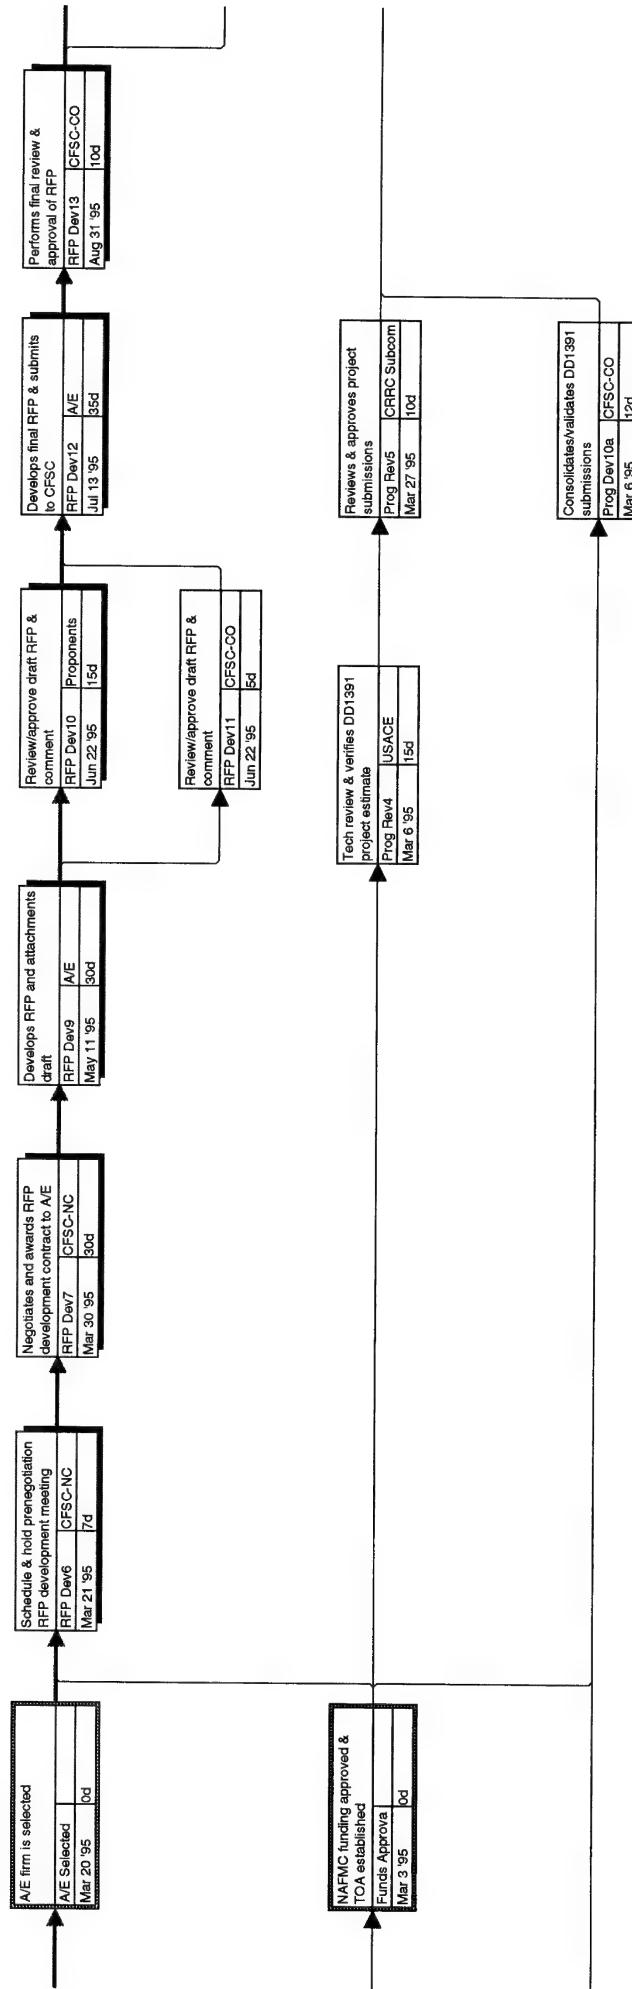 A/E firm is selected
A/E Selected
Mar 20 '95 0d
Schedule & hold prenegotiation
RFP development meeting
RFP Dev6 CFSC-NC
Mar 21 '95 7d
Negotiates and awards RFP
development contract to A/E
RFP Dev7 CFSC-NC
Mar 30 '95 30d
Develops RFP and attachments
draft
RFP Dev9 A/E
May 11 '95 30d
Review/approve draft RFP &
comment
RFP Dev10 Proponents
Jun 22 '95 15d
Develops final RFP & submits
to CFSC
RFP Dev12 A/E
Jul 13 '95 35d
Performs final review &
approval of RFP
RFP Dev13 CFSC-CO
Aug 31 '95 10d
Review/approve draft RFP &
comment
RFP Dev11 CFSC-CO
Jun 22 '95 5d
NAFMC funding approved &
TOA established
Funds Approva
Mar 3 '95 0d
Tech review & verifies DD1391
project estimate
Prog Rev4 USACE
Mar 6 '95 15d
Reviews & approves project
submissions
Prog Rev5 CRRC Subcom
Mar 27 '95 10d
Consolidates/validates DD1391
submissions
Prog Dev10a CFSC-CO
Mar 6 '95 12d